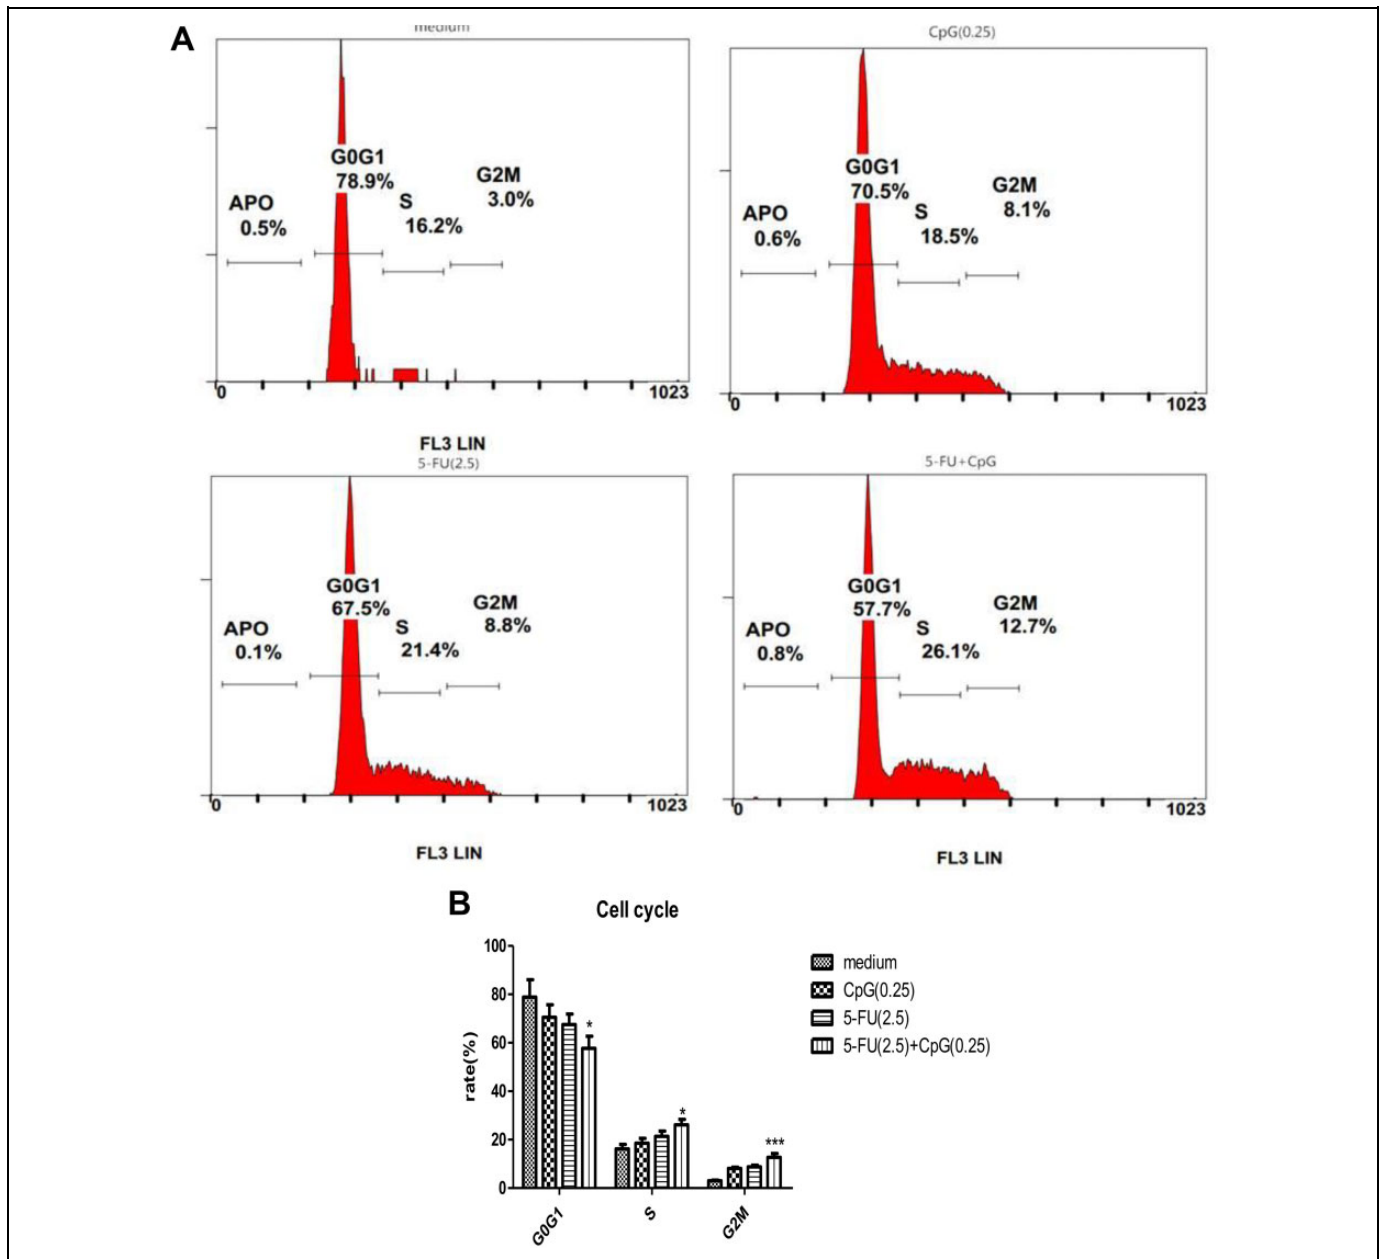 A
medium
G0G1
78.9%
APO
0.5%
S
16.2%
G2M
3.0%
0
1023
FL3 LIN
CpG(0.25)
G0G1
70.5%
APO
0.6%
S
18.5%
G2M
8.1%
0
1023
5-FU(2.5)
G0G1
67.5%
APO
0.1%
S
21.4%
G2M
8.8%
0
1023
FL3 LIN
5-FU+CpG
G0G1
57.7%
APO
0.8%
S
26.1%
G2M
12.7%
0
1023
FL3 LIN
B
Cell cycle
rate(%)
100
80
60
40
20
0
*
*
***
G0G1
S
G2M
medium
CpG(0.25)
5-FU(2.5)
5-FU(2.5)+CpG(0.25)